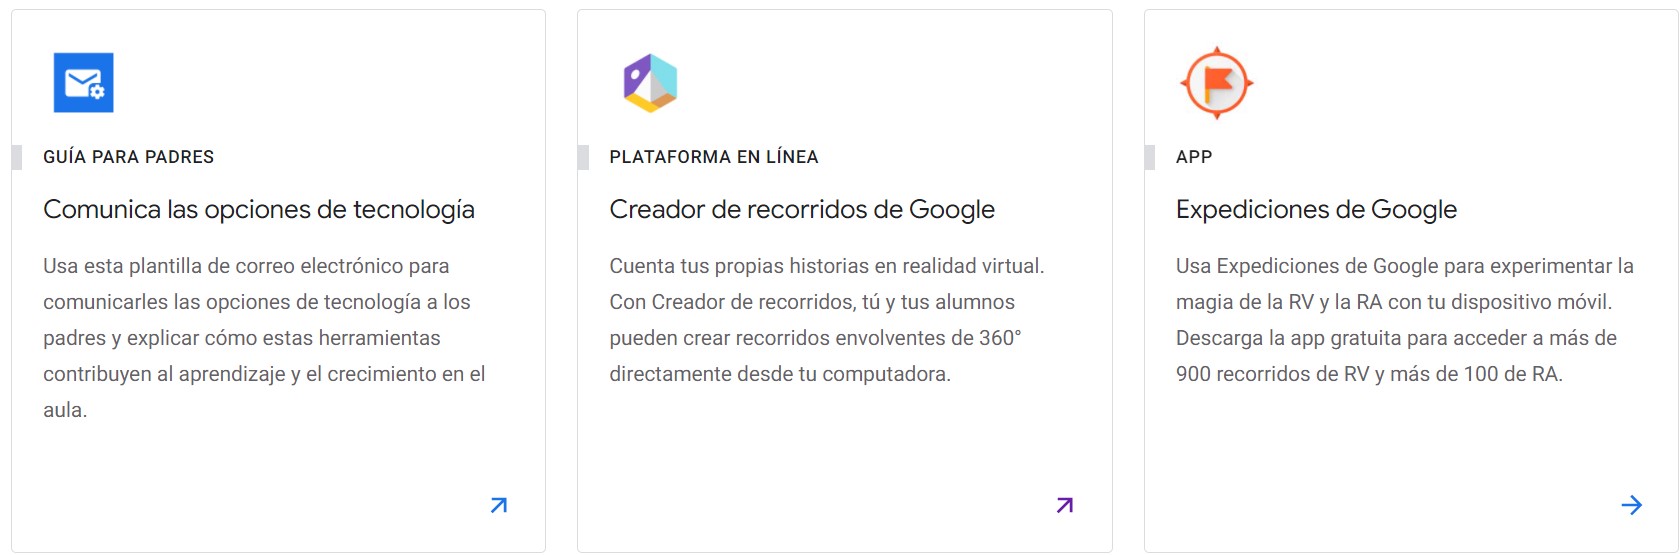 GUÍA PARA PADRES
Comunica las opciones de tecnología
Usa esta plantilla de correo electrónico para
comunicarles las opciones de tecnología a los
padres y explicar cómo estas herramientas
contribuyen al aprendizaje y el crecimiento en el
aula.
PLATAFORMA EN LÍNEA
Creador de recorridos de Google
Cuenta tus propias historias en realidad virtual.
Con Creador de recorridos, tú y tus alumnos
pueden crear recorridos envolventes de 360°
directamente desde tu computadora.
APP
Expediciones de Google
Usa Expediciones de Google para experimentar la
magia de la RV y la RA con tu dispositivo móvil.
Descarga la app gratuita para acceder a más de
900 recorridos de RV y más de 100 de RA.